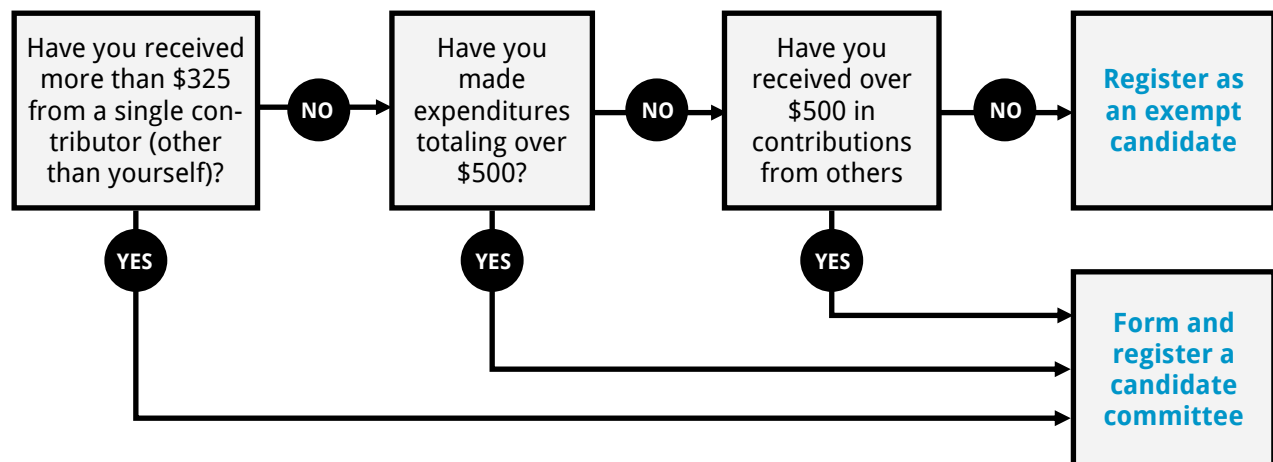 Have you received
more than $325
from a single con-
tributor (other
than yourself)?
NO
Have you
made
expenditures
totaling over
$500?
NO
Have you
received over
$500 in
contributions
from others
NO
Register as
an exempt
candidate
YES
YES
YES
Form and
register a
candidate
committee